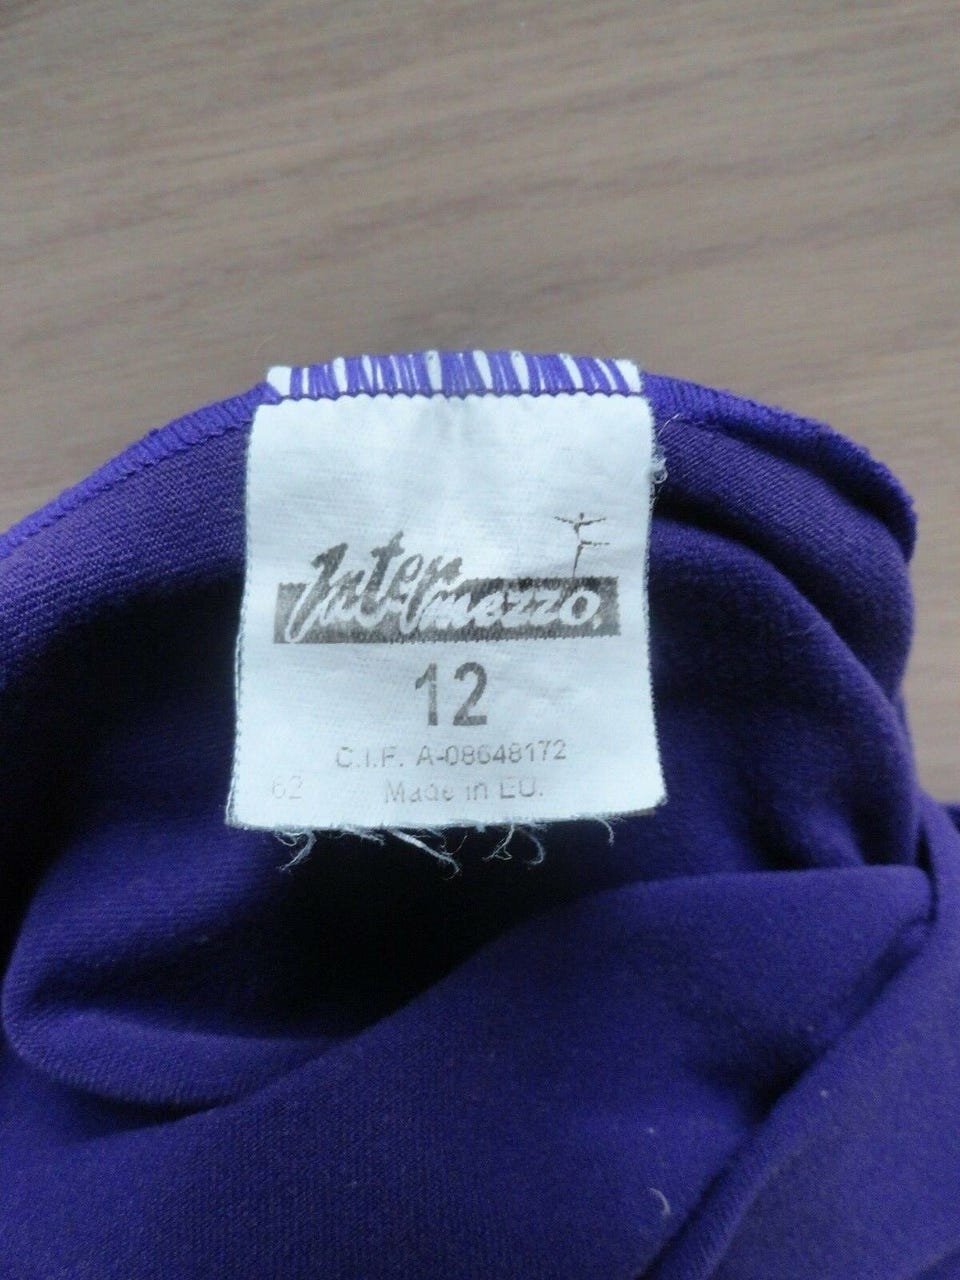 Intermezzo.
12
C.I.F. A-08648172
62 Made in EU.